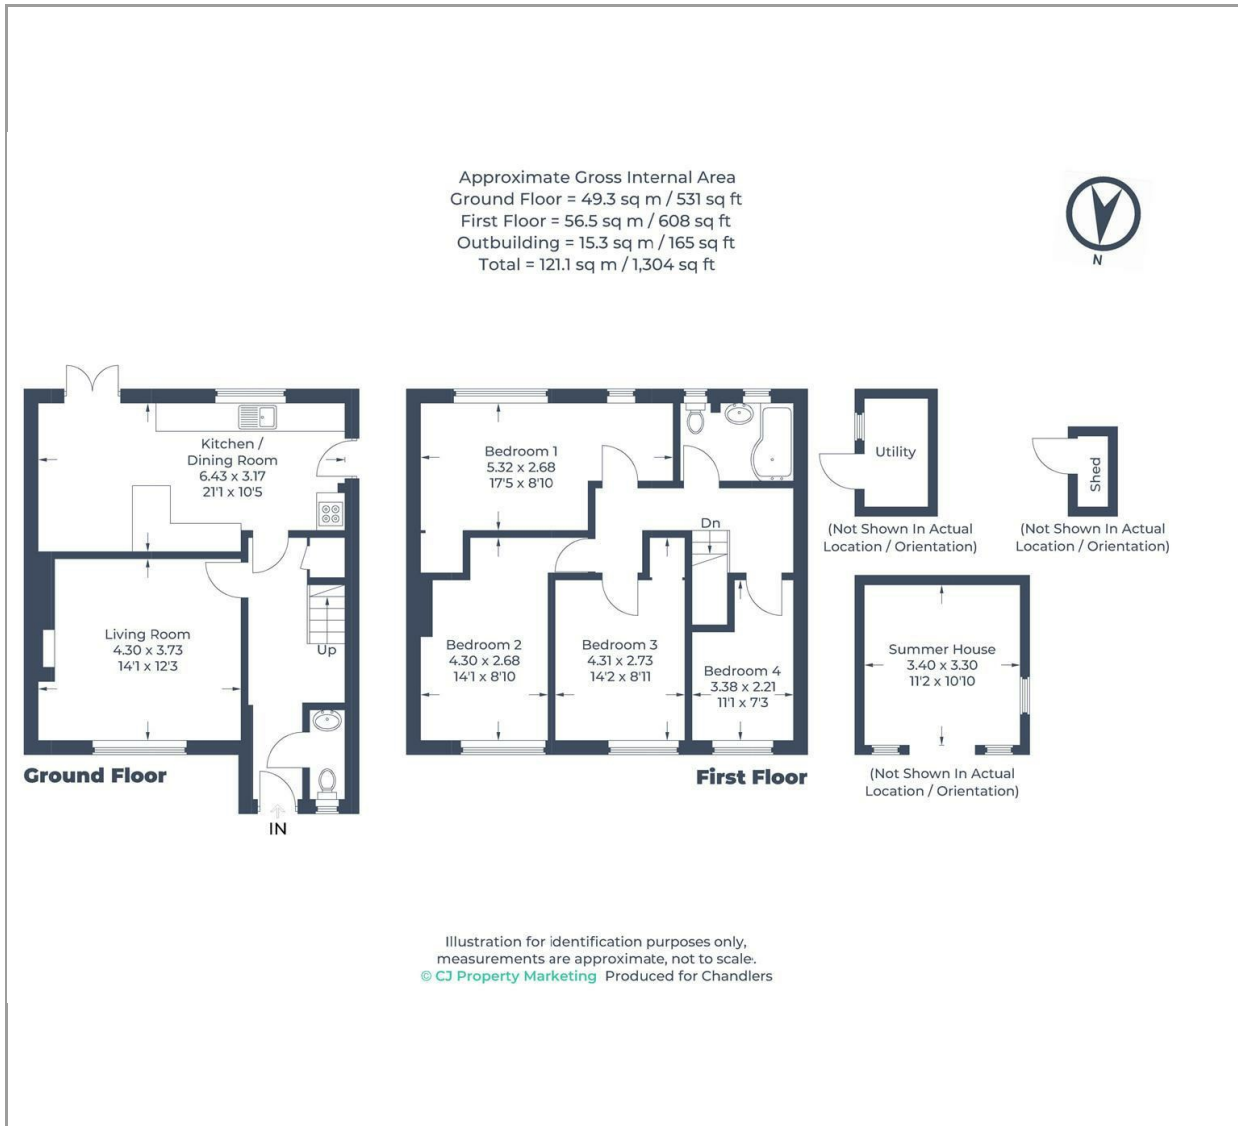 Approximate Gross Internal Area
Ground Floor = 49.3 sq m / 531 sq ft
First Floor = 56.5 sq m / 608 sq ft
Outbuilding = 15.3 sq m / 165 sq ft
Total = 121.1 sq m / 1,304 sq ft
N
Kitchen /
Dining Room
6.43 x 3.17
21'1 x 10'5
Living Room
4.30 x 3.73
14'1 x 12'3
Up
IN
Ground Floor
Bedroom 1
5.32 x 2.68
17'5 x 8'10
Dn
Bedroom 2
4.30 x 2.68
14'1 x 8'10
Bedroom 3
4.31 x 2.73
14'2 x 8'11
Bedroom 4
3.38 x 2.21
11'1 x 7'3
First Floor
Utility
(Not Shown In Actual
Location / Orientation)
Shed
(Not Shown In Actual
Location / Orientation)
Summer House
3.40 x 3.30
11'2 x 10'10
(Not Shown In Actual
Location / Orientation)
Illustration for identification purposes only,
measurements are approximate, not to scale.
© CJ Property Marketing Produced for Chandlers